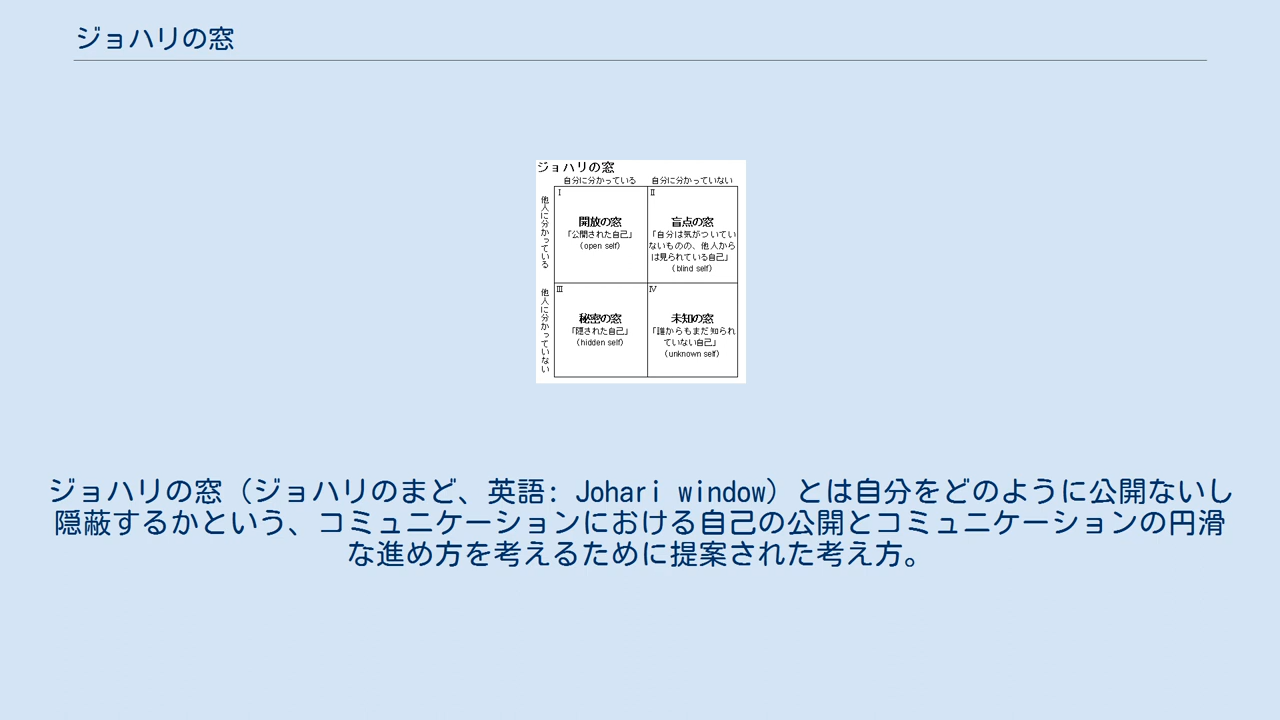 ジョハリの窓
ジョハリの窓
自分に分かっている 自分に分かっていない
他人に分かっている
I
開放の窓
「公開された自己」
(open self)
II
盲点の窓
「自分は気がついてい
ないものの、他人から
は見られている自己」
(blind self)
他人に分かっていない
III
秘密の窓
「隠された自己」
(hidden self)
IV
未知の窓
「誰からもまだ知られ
ていない自己」
(unknown self)
ジョハリの窓（ジョハリのまど、英語: Johari window）とは自分をどのように公開ないし
隠蔽するかという、コミュニケーションにおける自己の公開とコミュニケーションの円滑
な進め方を考えるために提案された考え方。